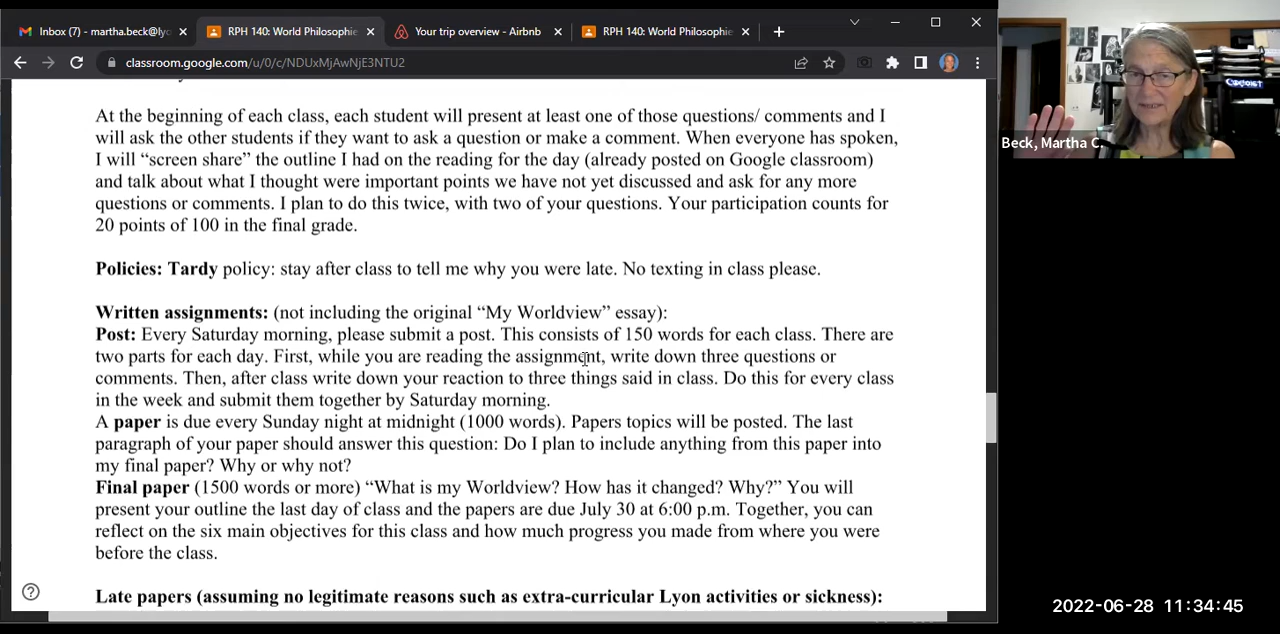 Inbox (7) - martha.beck@lyo
RPH 140: World Philosophie
Your trip overview - Airbnb
RPH 140: World Philosophie
classroom.google.com/u/0/c/NDUxMjAwNjE3NTU2
At the beginning of each class, each student will present at least one of those questions/ comments and I
will ask the other students if they want to ask a question or make a comment. When everyone has spoken,
I will “screen share” the outline I had on the reading for the day (already posted on Google classroom)
and talk about what I thought were important points we have not yet discussed and ask for any more
questions or comments. I plan to do this twice, with two of your questions. Your participation counts for
20 points of 100 in the final grade.
Policies: Tardy policy: stay after class to tell me why you were late. No texting in class please.
Written assignments: (not including the original “My Worldview” essay):
Post: Every Saturday morning, please submit a post. This consists of 150 words for each class. There are
two parts for each day. First, while you are reading the assignment, write down three questions or
comments. Then, after class write down your reaction to three things said in class. Do this for every class
in the week and submit them together by Saturday morning.
A paper is due every Sunday night at midnight (1000 words). Papers topics will be posted. The last
paragraph of your paper should answer this question: Do I plan to include anything from this paper into
my final paper? Why or why not?
Final paper (1500 words or more) “What is my Worldview? How has it changed? Why?” You will
present your outline the last day of class and the papers are due July 30 at 6:00 p.m. Together, you can
reflect on the six main objectives for this class and how much progress you made from where you were
before the class.
Late papers (assuming no legitimate reasons such as extra-curricular Lyon activities or sickness):
Beck, Martha C.
2022-06-28 11:34:45